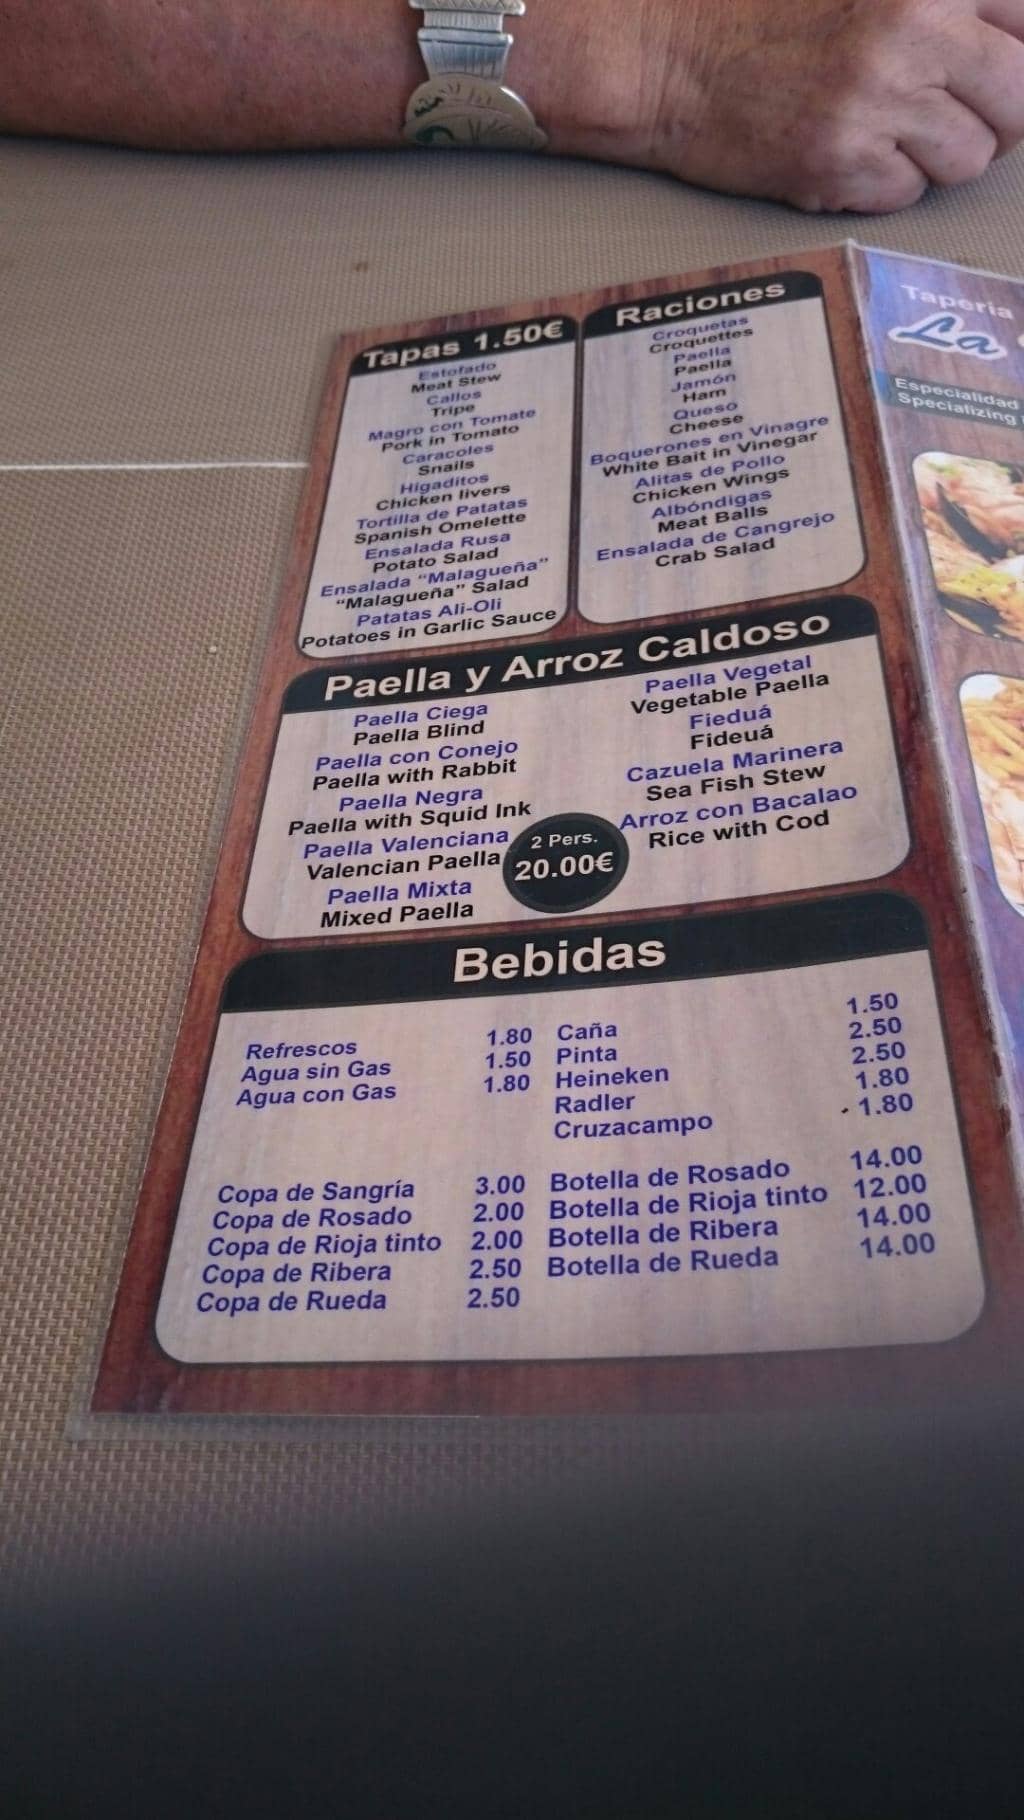 Tapas 1.50€
Estofado
Meat Stew
Callos
Tripe
Magro con Tomate
Pork in Tomato
Caracoles
Snails
Higaditos
Chicken livers
Tortilla de Patatas
Spanish Omelette
Ensalada Rusa
Potato Salad
Ensalada "Malagueña"
"Malagueña" Salad
Patatas Ali-Oli
Potatoes in Garlic Sauce
Raciones
Croquetas
Croquettes
Paella
Paella
Jamón
Ham
Queso
Cheese
Boquerones en Vinagre
White Bait in Vinegar
Alitas de Pollo
Chicken Wings
Albóndigas
Meat Balls
Ensalada de Cangrejo
Crab Salad
Paella y Arroz Caldoso
Paella Ciega
Paella Blind
Paella con Conejo
Paella with Rabbit
Paella Negra
Paella with Squid Ink
Paella Valenciana
Valencian Paella
Paella Mixta
Mixed Paella
2 Pers.
20.00€
Paella Vegetal
Vegetable Paella
Fieduá
Fideuá
Cazuela Marinera
Sea Fish Stew
Arroz con Bacalao
Rice with Cod
Bebidas
Refrescos 1.80
Agua sin Gas 1.50
Agua con Gas 1.80
Caña 1.50
Pinta 2.50
Heineken 2.50
Radler 1.80
Cruzacampo 1.80
Copa de Sangría 3.00
Copa de Rosado 2.00
Copa de Rioja tinto 2.00
Copa de Ribera 2.50
Copa de Rueda 2.50
Botella de Rosado 14.00
Botella de Rioja tinto 12.00
Botella de Ribera 14.00
Botella de Rueda 14.00
Taperia
La
Especialidad
Specializing